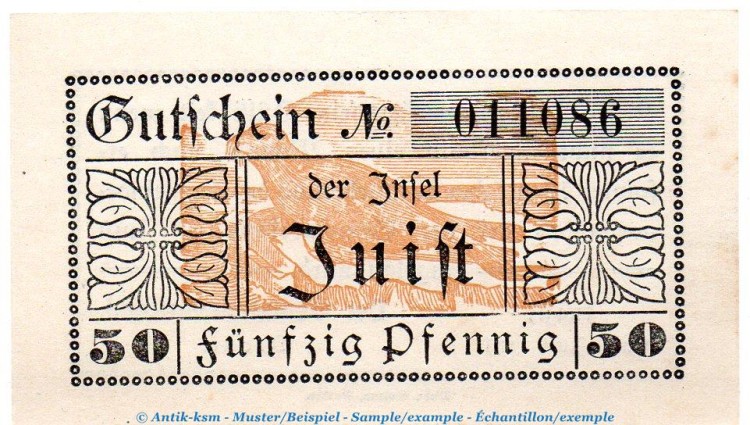 Gutſchein No. 011086
der Inſel
Juiſt
50 Fünfzig Pfennig 50
© Antik-ksm - Muster/Beispiel - Sample/example - Échantillon/exemple